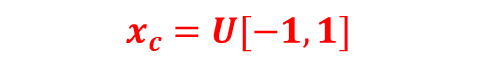 x_c = U[−1, 1]